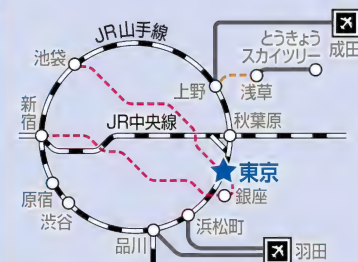 JR山手線
池袋
とうきょう
スカイツリー
成田
上野
浅草
新宿
JR中央線
秋葉原
東京
原宿
銀座
渋谷
浜松町
品川
羽田